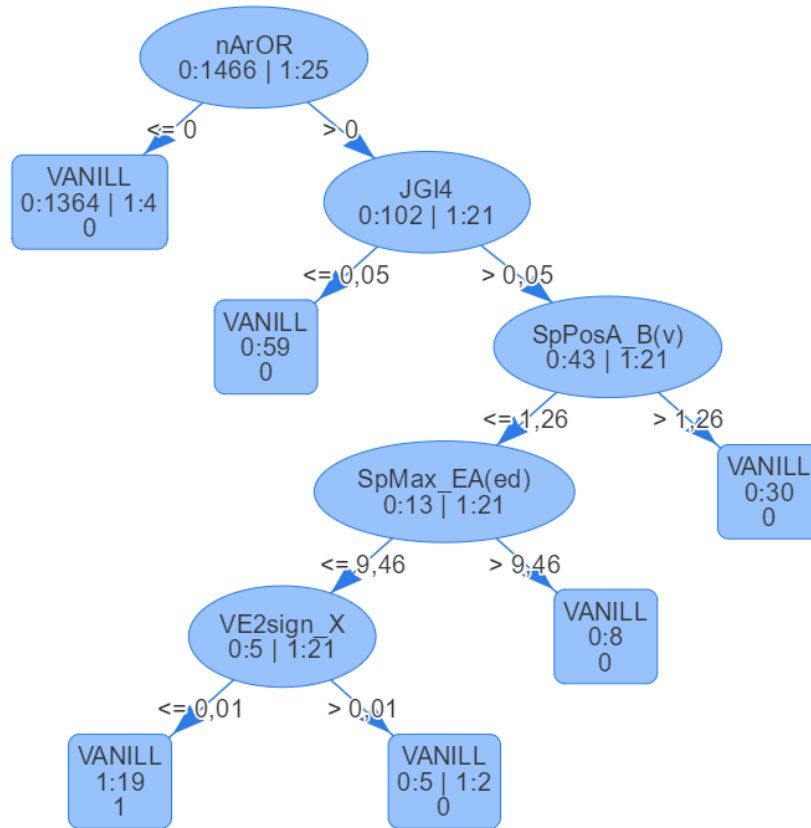 nArOR
0:1466 | 1:25
<= 0
> 0
VANILL
0:1364 | 1:4
0
JGI4
0:102 | 1:21
<= 0,05
> 0,05
VANILL
0:59
0
SpPosA_B(v)
0:43 | 1:21
<= 1,26
> 1,26
SpMax_EA(ed)
0:13 | 1:21
VANILL
0:30
0
<= 9,46
> 9,46
VE2sign_X
0:5 | 1:21
VANILL
0:8
0
<= 0,01
> 0,01
VANILL
1:19
1
VANILL
0:5 | 1:2
0